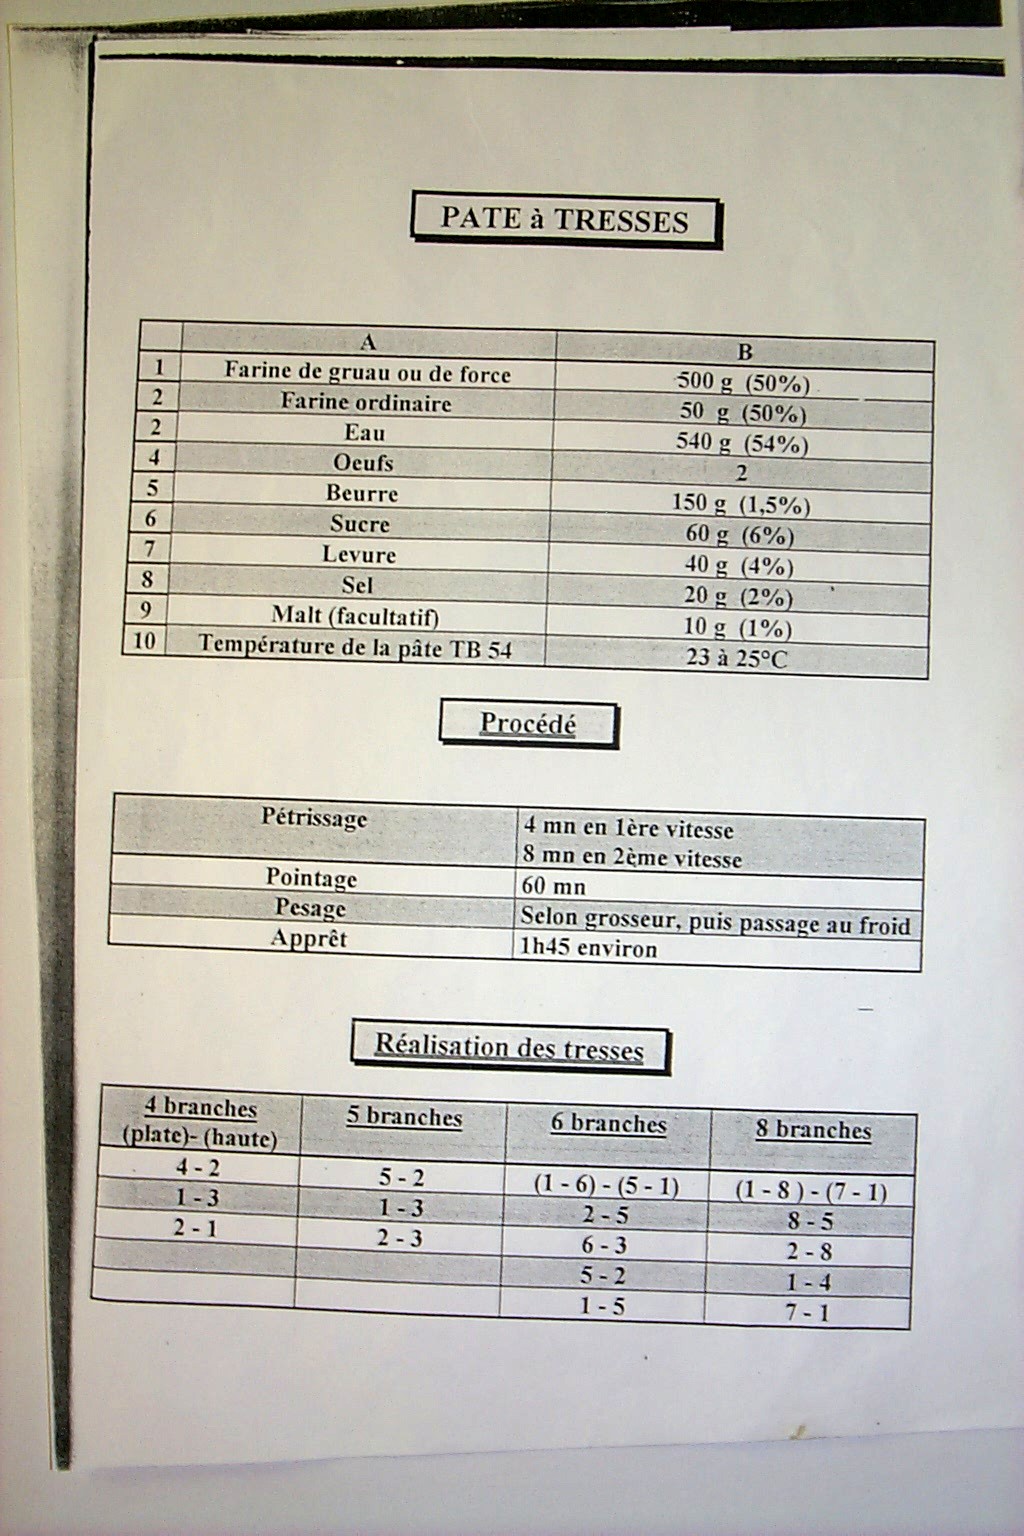 PATE à TRESSES
A B
1 Farine de gruau ou de force 500 g (50%)
2 Farine ordinaire 50 g (50%)
2 Eau 540 g (54%)
4 Oeufs 2
5 Beurre 150 g (1,5%)
6 Sucre 60 g (6%)
7 Levure 40 g (4%)
8 Sel 20 g (2%)
9 Malt (facultatif) 10 g (1%)
10 Température de la pâte TB 54 23 à 25°C
Procédé
Pétrissage 4 mn en 1ère vitesse
8 mn en 2ème vitesse
Pointage 60 mn
Pesage Selon grosseur, puis passage au froid
Apprêt 1h45 environ
Réalisation des tresses
4 branches 5 branches 6 branches 8 branches
(plate)- (haute)
4 - 2 5 - 2 (1 - 6) - (5 - 1) (1 - 8 ) - (7 - 1)
1 - 3 1 - 3 2 - 5 8 - 5
2 - 1 2 - 3 6 - 3 2 - 8
5 - 2 1 - 4
1 - 5 7 - 1